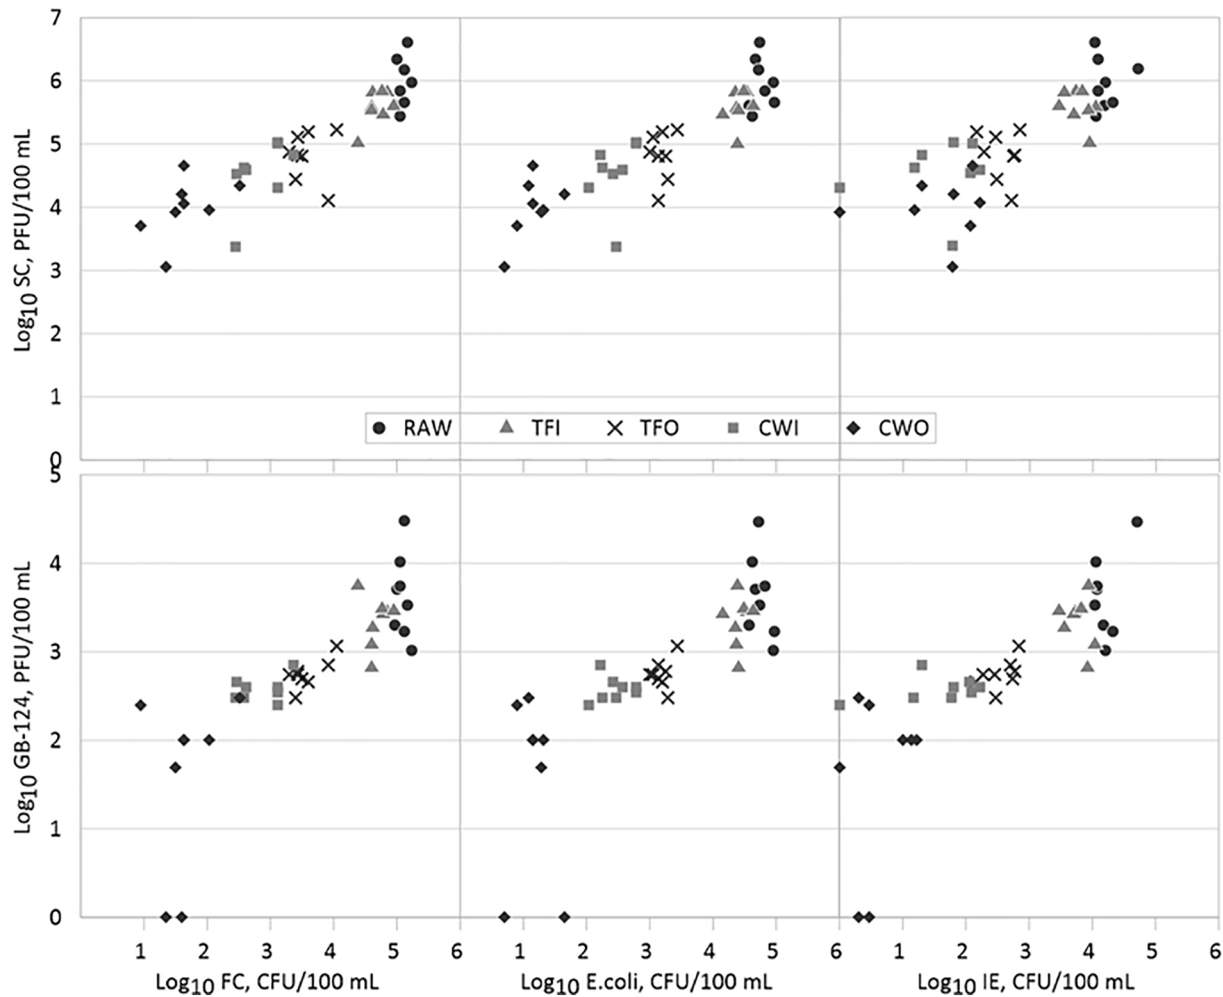 7
6
5
4
3
2
1
0
Log10 SC, PFU/100 mL
RAW TFI TFO CWI CWO
5
4
3
2
1
0
Log10 GB-124, PFU/100 mL
1 2 3 4 5 6 1 2 3 4 5 6 1 2 3 4 5 6
Log10 FC, CFU/100 mL Log10 E.coli, CFU/100 mL Log10 IE, CFU/100 mL